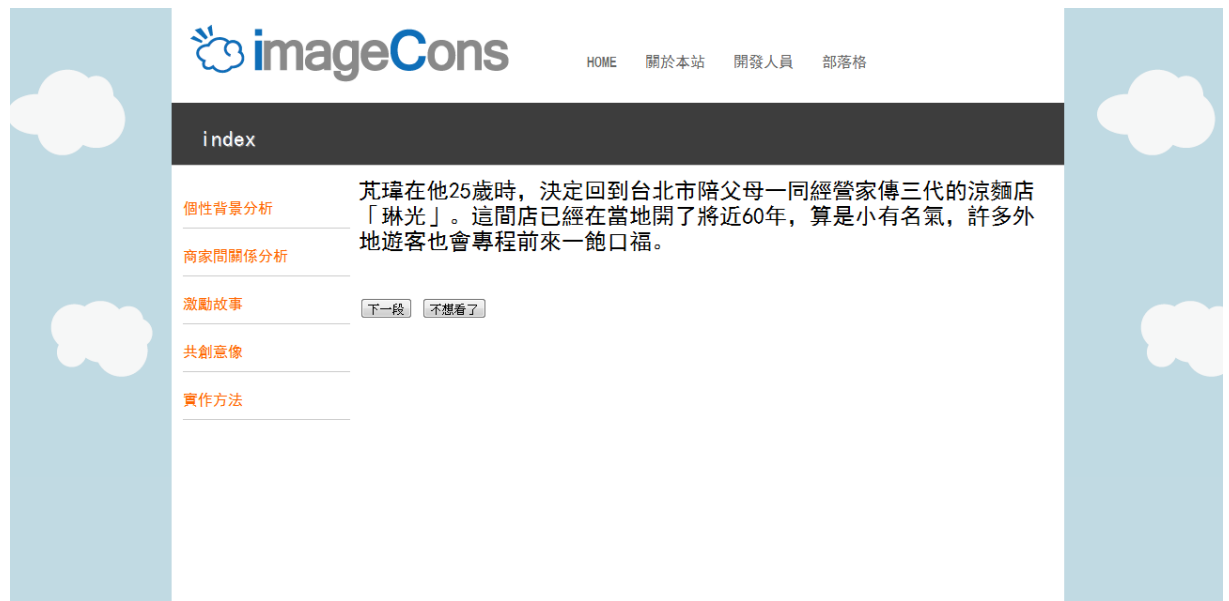 imageCons
HOME 關於本站 開發人員 部落格
index
個性背景分析
商家間關係分析
激勵故事
共創意像
實作方法
芃瑋在他25歲時，決定回到台北市陪父母一同經營家傳三代的涼麵店
「琳光」。這間店已經在當地開了將近60年，算是小有名氣，許多外
地遊客也會專程前來一飽口福。
下一段 不想看了